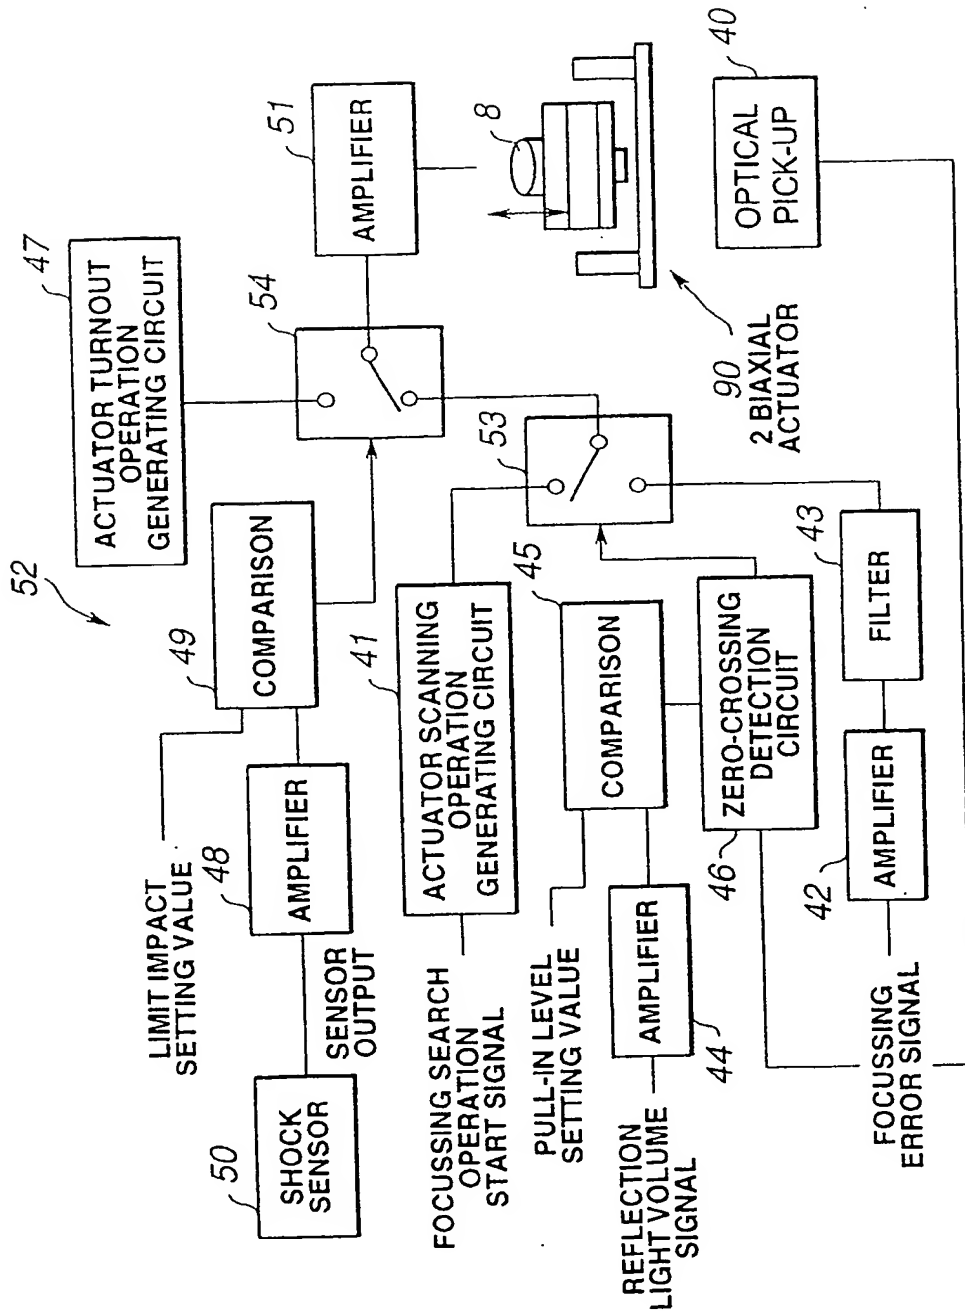 52
47
ACTUATOR TURNOUT
OPERATION
GENERATING CIRCUIT
LIMIT IMPACT
SETTING VALUE
49
COMPARISON
54
51
AMPLIFIER
50
SHOCK
SENSOR
SENSOR
OUTPUT
48
AMPLIFIER
8
FOCUSSING SEARCH
OPERATION
START SIGNAL
41
ACTUATOR SCANNING
OPERATION
GENERATING CIRCUIT
53
90
2 BIAXIAL
ACTUATOR
40
OPTICAL
PICK-UP
PULL-IN LEVEL
SETTING VALUE
45
COMPARISON
REFLECTION
LIGHT VOLUME
SIGNAL
AMPLIFIER
44
46
ZERO-CROSSING
DETECTION
CIRCUIT
FOCUSSING
ERROR SIGNAL
42
AMPLIFIER
43
FILTER